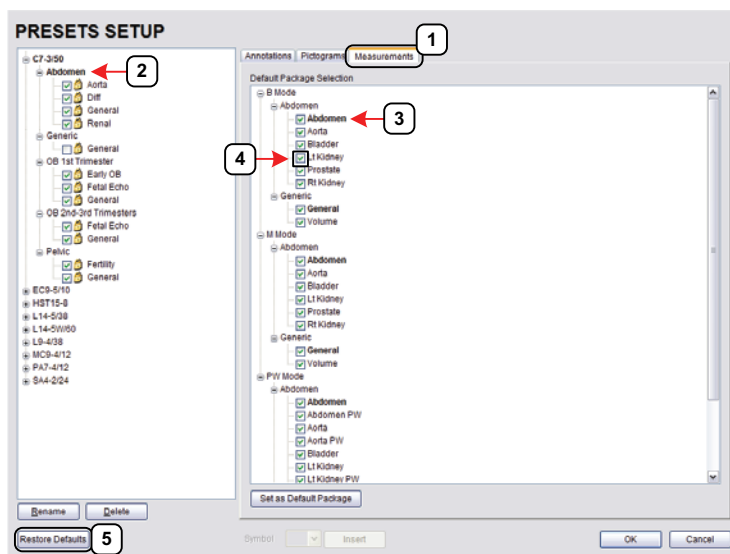 PRESETS SETUP
1
C7-3/50
Abdomen
2
Aorta
Diff
General
Renal
Generic
General
OB 1st Trimester
Early OB
Fetal Echo
General
OB 2nd-3rd Trimesters
Fetal Echo
General
Pelvic
Fertility
General
EC9-5/10
HST15-8
L14-5/38
L14-5W/60
L9-4/38
MC9-4/12
PA7-4/12
SA4-2/24
Rename Delete
Restore Defaults 5
Annotations Pictograms Measurements
Default Package Selection
B Mode
Abdomen
Abdomen
3
Aorta
Bladder
4
Lt Kidney
Prostate
Rt Kidney
Generic
General
Volume
M Mode
Abdomen
Abdomen
Aorta
Bladder
Lt Kidney
Prostate
Rt Kidney
Generic
General
Volume
PW Mode
Abdomen
Abdomen
Abdomen PW
Aorta
Aorta PW
Bladder
Lt Kidney
Lt Kidney PW
Set as Default Package
Symbol Insert
OK Cancel